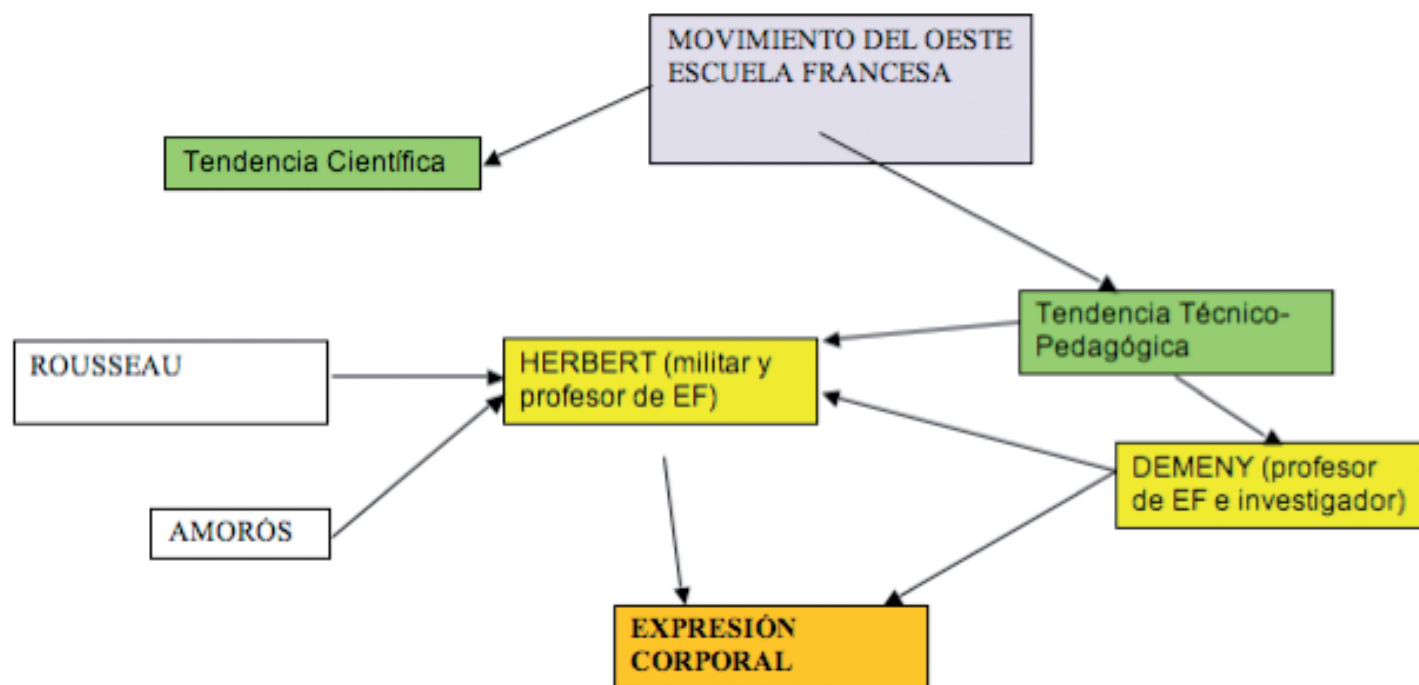 MOVIMIENTO DEL OESTE
ESCUELA FRANCESA
Tendencia Científica
Tendencia Técnico-
Pedagógica
ROUSSEAU
HERBERT (militar y
profesor de EF)
DEMENY (profesor
de EF e investigador)
AMORÓS
EXPRESIÓN
CORPORAL